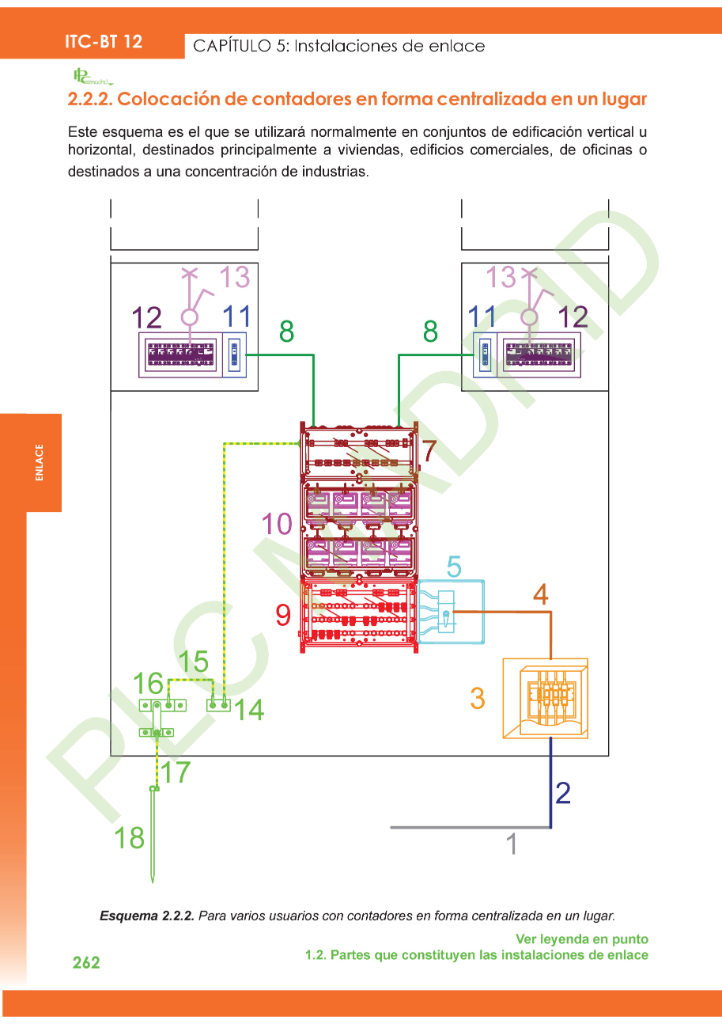 ITC-BT 12
CAPÍTULO 5: Instalaciones de enlace
2.2.2. Colocación de contadores en forma centralizada en un lugar
Este esquema es el que se utilizará normalmente en conjuntos de edificación vertical u
horizontal, destinados principalmente a viviendas, edificios comerciales, de oficinas o
destinados a una concentración de industrias.
13
13
12
11
8
8
11
12
7
10
5
9
4
15
16
14
3
17
2
18
1
ENLACE
PLC MADRID
Esquema 2.2.2. Para varios usuarios con contadores en forma centralizada en un lugar.
Ver leyenda en punto
1.2. Partes que constituyen las instalaciones de enlace
262